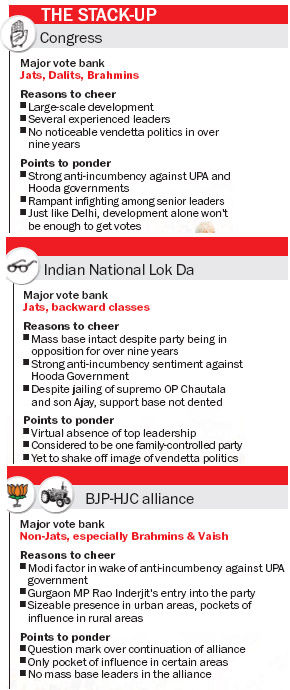 THE STACK-UP
Congress
Major vote bank
Jats, Dalits, Brahmins
Reasons to cheer
Large-scale development
Several experienced leaders
No noticeable vendetta politics in over
nine years
Points to ponder
Strong anti-incumbency against UPA and
Hooda governments
Rampant infighting among senior leaders
Just like Delhi, development alone won't
be enough to get votes
Indian National Lok Da
Major vote bank
Jats, backward classes
Reasons to cheer
Mass base intact despite party being in
opposition for over nine years
Strong anti-incumbency sentiment against
Hooda Government
Despite jailing of supremo OP Chautala
and son Ajay, support base not dented
Points to ponder
Virtual absence of top leadership
Considered to be one family-controlled party
Yet to shake off image of vendetta politics
BJP-HJC alliance
Major vote bank
Non-Jats, especially Brahmins & Vaish
Reasons to cheer
Modi factor in wake of anti-incumbency against UPA
government
Gurgaon MP Rao Inderjit's entry into the party
Sizeable presence in urban areas, pockets of
influence in rural areas
Points to ponder
Question mark over continuation of alliance
Only pocket of influence in certain areas
No mass base leaders in the alliance